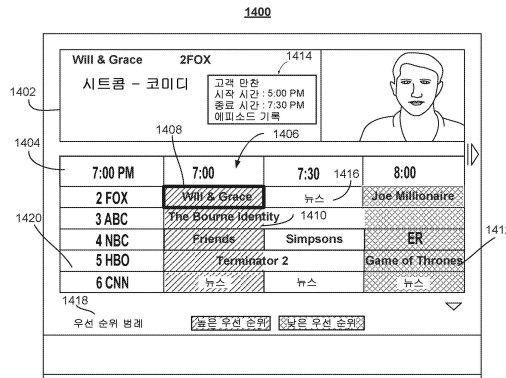 1400
Will & Grace 2FOX
1414
시트콤 - 코미디
고객 만찬
시작 시간 : 5:00 PM
종료 시간 : 7:30 PM
에피소드 기록
1402
1408
1406
1404
7:00 PM 7:00 7:30 8:00
1416
2 FOX Will & Grace 뉴스 Joe Millionaire
3 ABC The Bourne Identity
1410
1420
4 NBC Friends Simpsons ER
1412
5 HBO Terminator 2 Game of Thrones
6 CNN 뉴스 뉴스 뉴스
1418
우선 순위 범례 높은 우선 순위 낮은 우선 순위